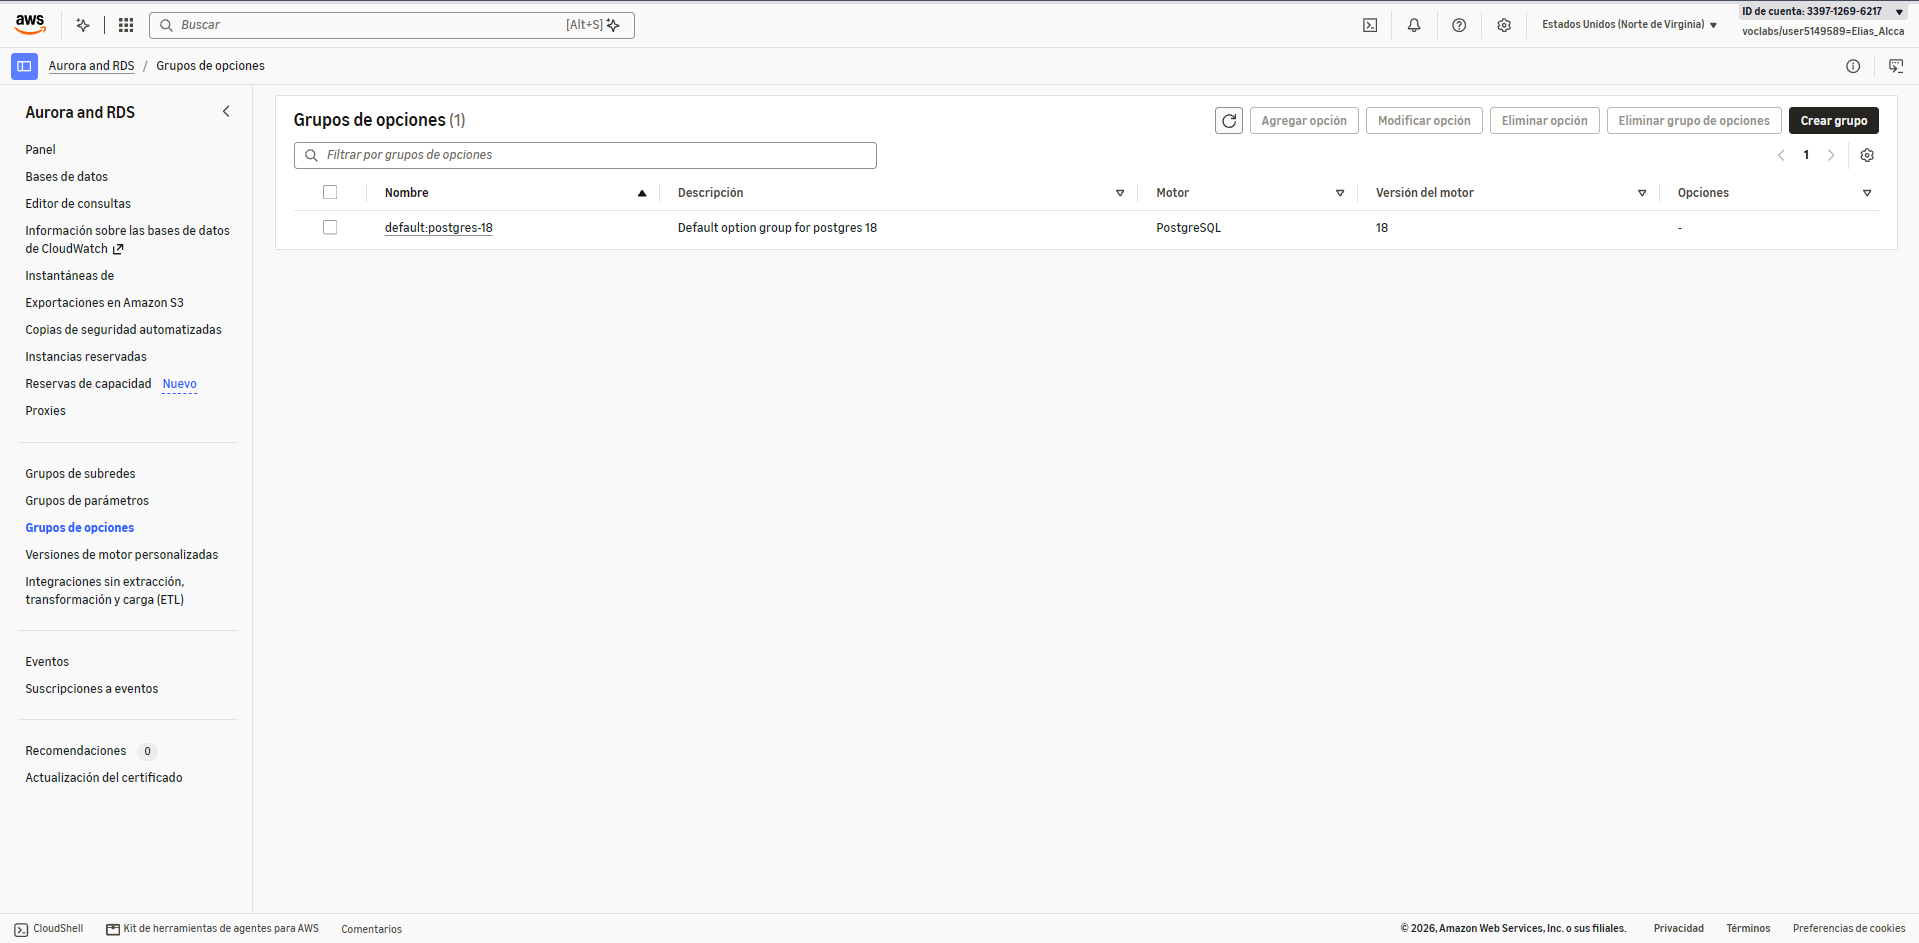 aws
Buscar [Alt+S]
Estados Unidos (Norte de Virginia)
ID de cuenta: 3397-1269-6217
voclabs/user5149589=Elias_Alcca
Aurora and RDS / Grupos de opciones
Aurora and RDS
Panel
Bases de datos
Editor de consultas
Información sobre las bases de datos
de CloudWatch
Instantáneas de
Exportaciones en Amazon S3
Copias de seguridad automatizadas
Instancias reservadas
Reservas de capacidad Nuevo
Proxies
Grupos de subredes
Grupos de parámetros
Grupos de opciones
Versiones de motor personalizadas
Integraciones sin extracción,
transformación y carga (ETL)
Eventos
Suscripciones a eventos
Recomendaciones 0
Actualización del certificado
Grupos de opciones (1)
Agregar opción Modificar opción Eliminar opción Eliminar grupo de opciones Crear grupo
Filtrar por grupos de opciones
1
Nombre Descripción Motor Versión del motor Opciones
default:postgres-18 Default option group for postgres 18 PostgreSQL 18 -
CloudShell Kit de herramientas de agentes para AWS Comentarios
© 2026, Amazon Web Services, Inc. o sus filiales. Privacidad Términos Preferencias de cookies